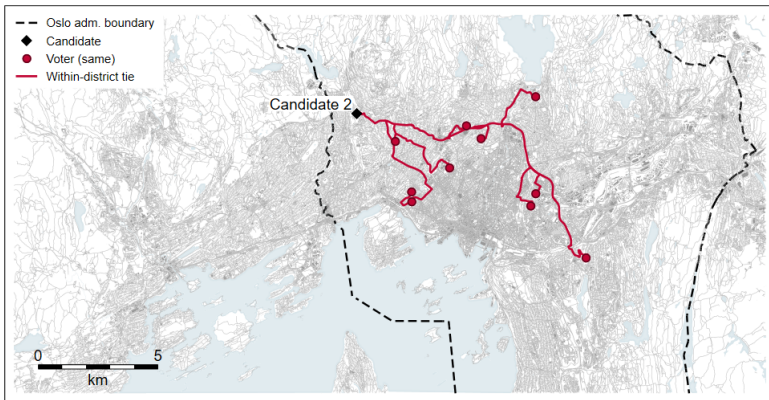 Oslo adm. boundary
Candidate
Voter (same)
Within-district tie
Candidate 2
0 5
km